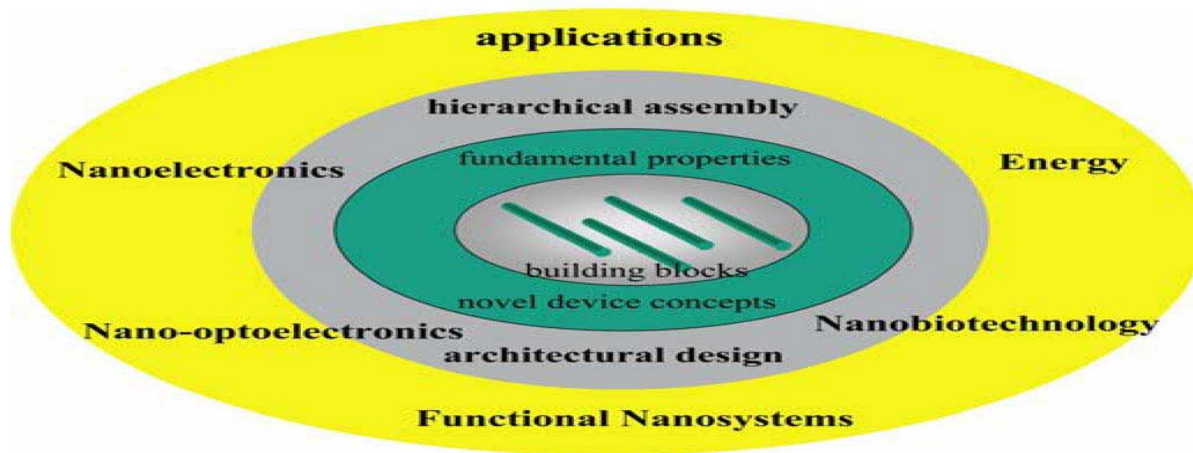 applications
hierarchical assembly
fundamental properties
Nanoelectronics
Energy
building blocks
novel device concepts
Nano-optoelectronics
Nanobiotechnology
architectural design
Functional Nanosystems